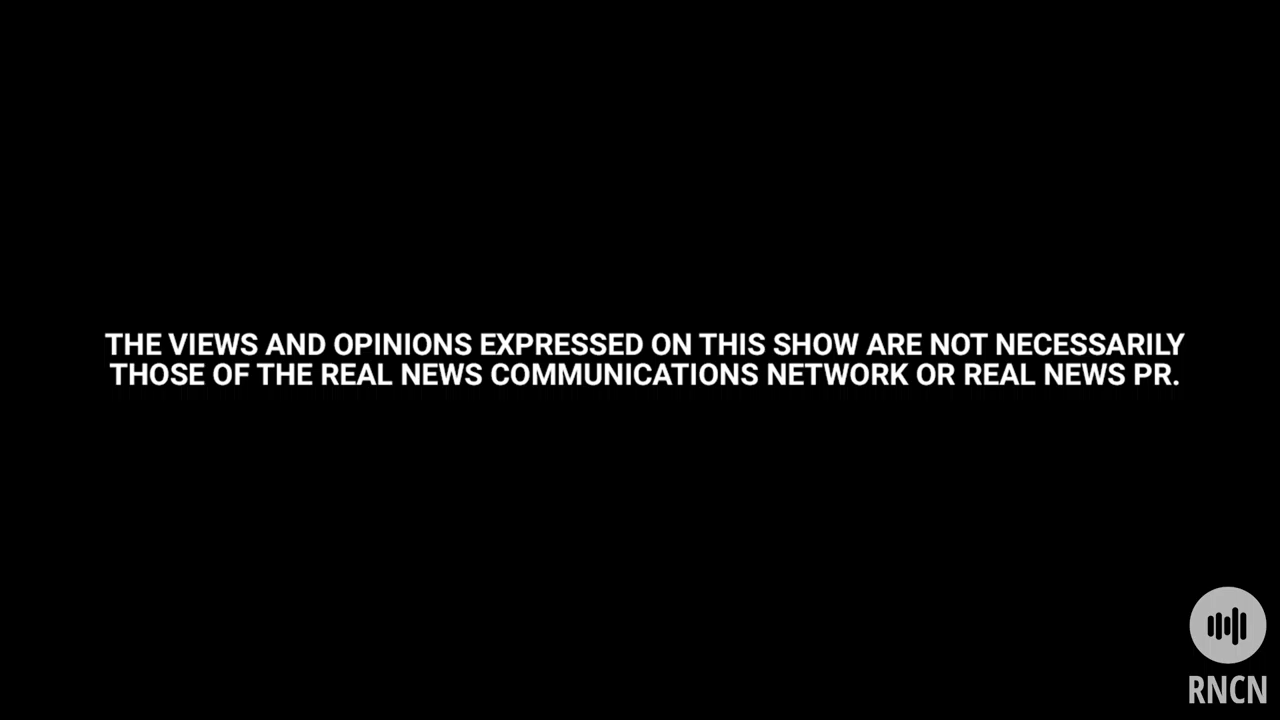 THE VIEWS AND OPINIONS EXPRESSED ON THIS SHOW ARE NOT NECESSARILY
THOSE OF THE REAL NEWS COMMUNICATIONS NETWORK OR REAL NEWS PR.
RNCN